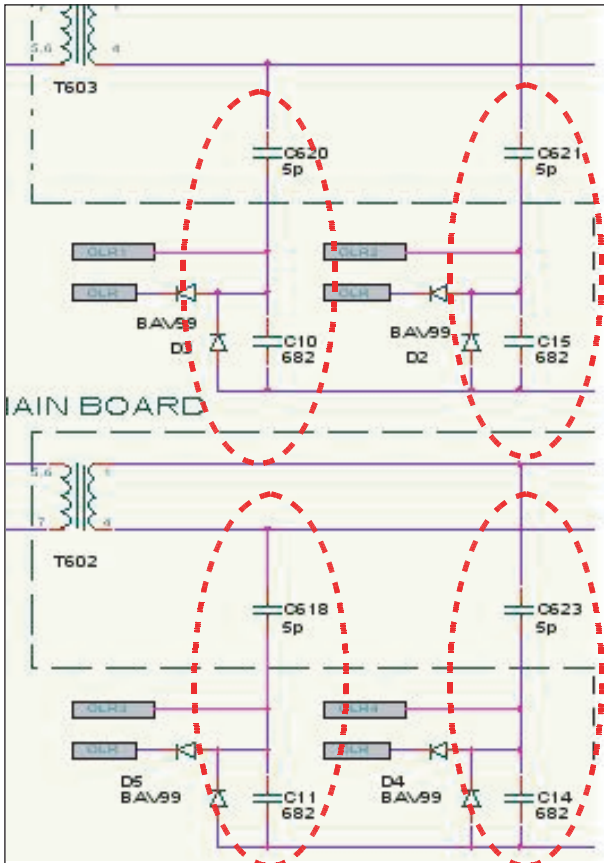 5,6
4
T603
C620
5p
C621
5p
OLR1
OLR2
OLR
OLR
BAV99
D3
C10
682
BAV99
D2
C15
682
MAIN BOARD
5,6
1
7
4
T602
C618
5p
C623
5p
OLR3
OLR4
OLR
OLR
D5
BAV99
C11
682
D4
BAV99
C14
682